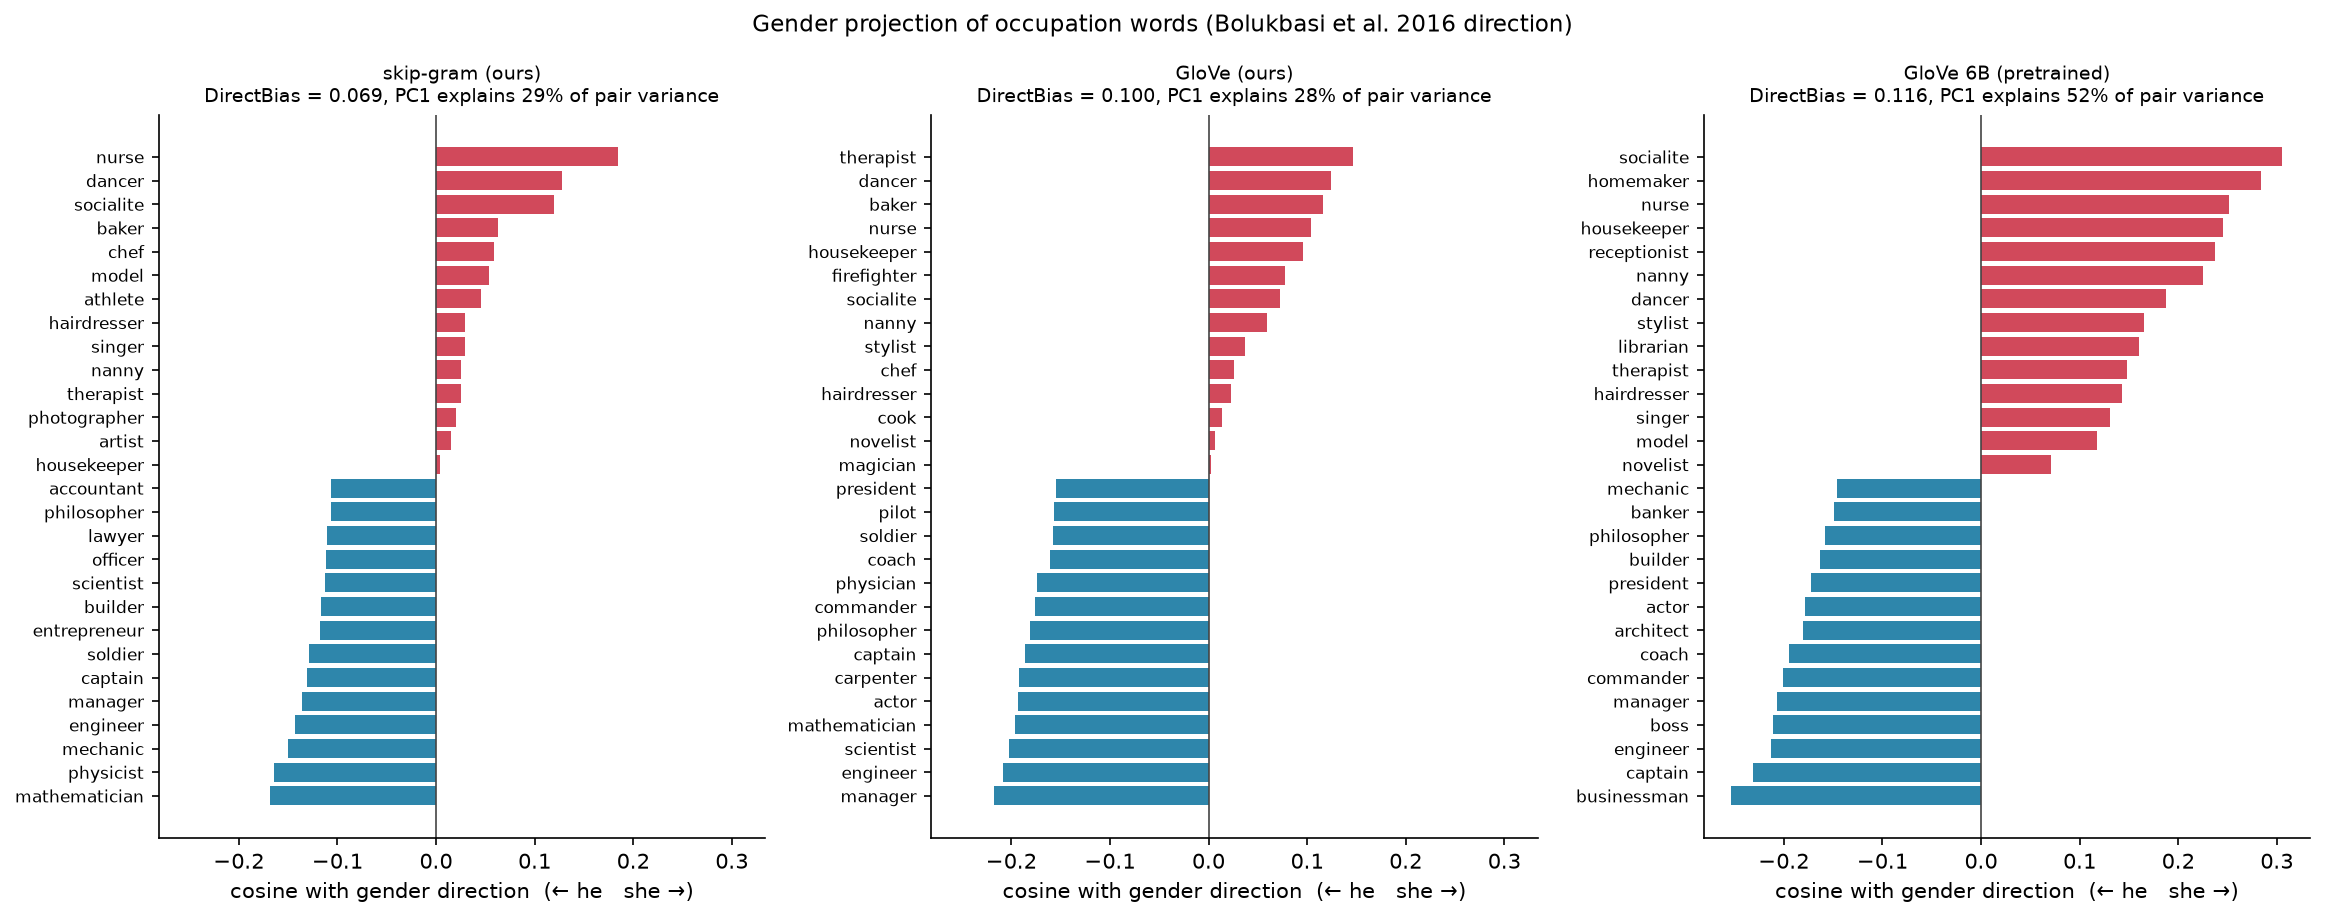 Gender projection of occupation words (Bolukbasi et al. 2016 direction)
skip-gram (ours)
DirectBias = 0.069, PC1 explains 29% of pair variance
nurse
dancer
socialite
baker
chef
model
athlete
hairdresser
singer
nanny
therapist
photographer
artist
housekeeper
accountant
philosopher
lawyer
officer
scientist
builder
entrepreneur
soldier
captain
manager
engineer
mechanic
physicist
mathematician
−0.2 −0.1 0.0 0.1 0.2 0.3
cosine with gender direction (← he she →)
GloVe (ours)
DirectBias = 0.100, PC1 explains 28% of pair variance
therapist
dancer
baker
nurse
housekeeper
firefighter
socialite
nanny
stylist
chef
hairdresser
cook
novelist
magician
president
pilot
soldier
coach
physician
commander
philosopher
captain
carpenter
actor
mathematician
scientist
engineer
manager
−0.2 −0.1 0.0 0.1 0.2 0.3
cosine with gender direction (← he she →)
GloVe 6B (pretrained)
DirectBias = 0.116, PC1 explains 52% of pair variance
socialite
homemaker
nurse
housekeeper
receptionist
nanny
dancer
stylist
librarian
therapist
hairdresser
singer
model
novelist
mechanic
banker
philosopher
builder
president
actor
architect
coach
commander
manager
boss
engineer
captain
businessman
−0.2 −0.1 0.0 0.1 0.2 0.3
cosine with gender direction (← he she →)